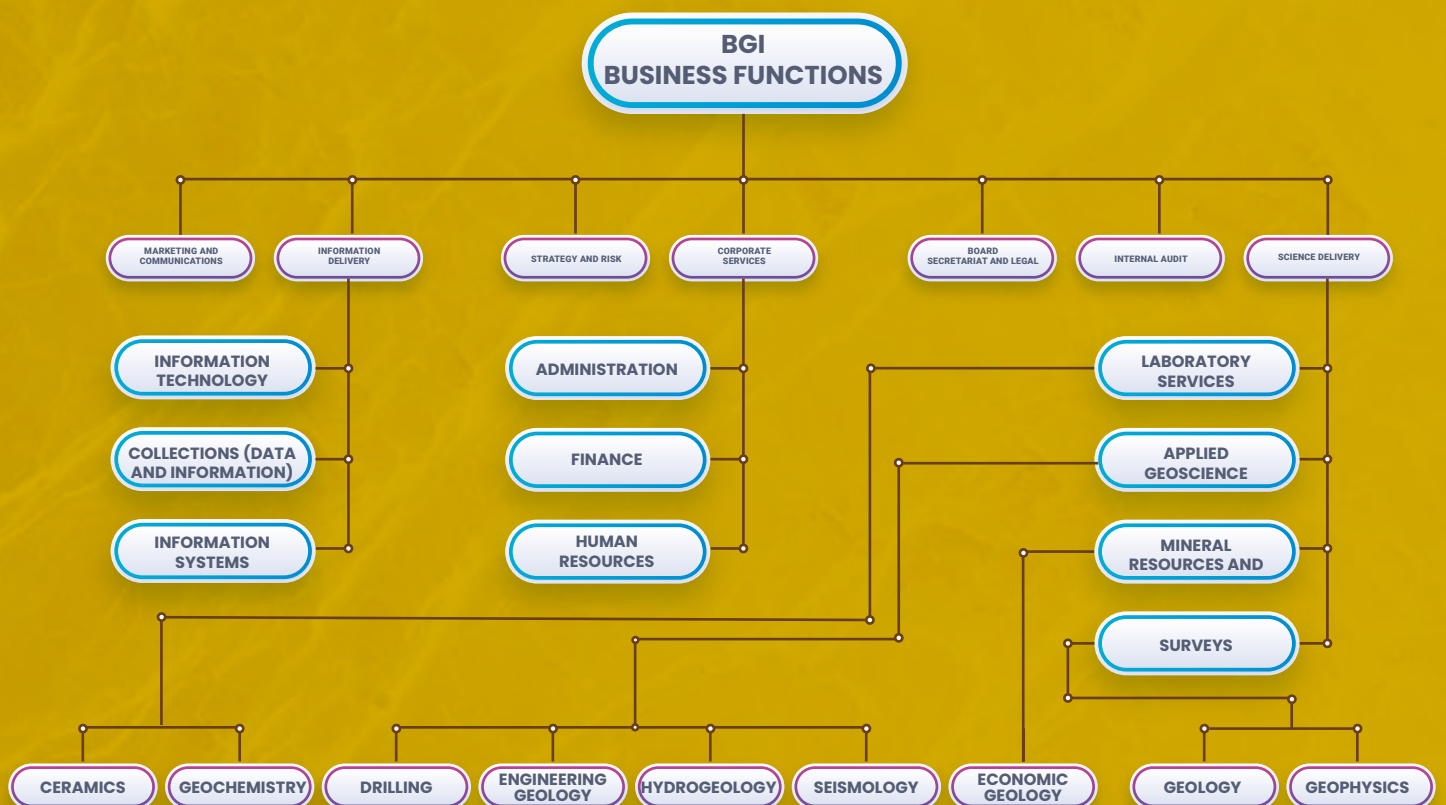 BGI
BUSINESS FUNCTIONS
MARKETING AND
COMMUNICATIONS
INFORMATION
DELIVERY
STRATEGY AND RISK
CORPORATE
SERVICES
BOARD
SECRETARIAT AND LEGAL
INTERNAL AUDIT
SCIENCE DELIVERY
INFORMATION
TECHNOLOGY
ADMINISTRATION
LABORATORY
SERVICES
COLLECTIONS (DATA
AND INFORMATION)
FINANCE
APPLIED
GEOSCIENCE
INFORMATION
SYSTEMS
HUMAN
RESOURCES
MINERAL
RESOURCES AND
SURVEYS
CERAMICS
GEOCHEMISTRY
DRILLING
ENGINEERING
GEOLOGY
HYDROGEOLOGY
SEISMOLOGY
ECONOMIC
GEOLOGY
GEOLOGY
GEOPHYSICS